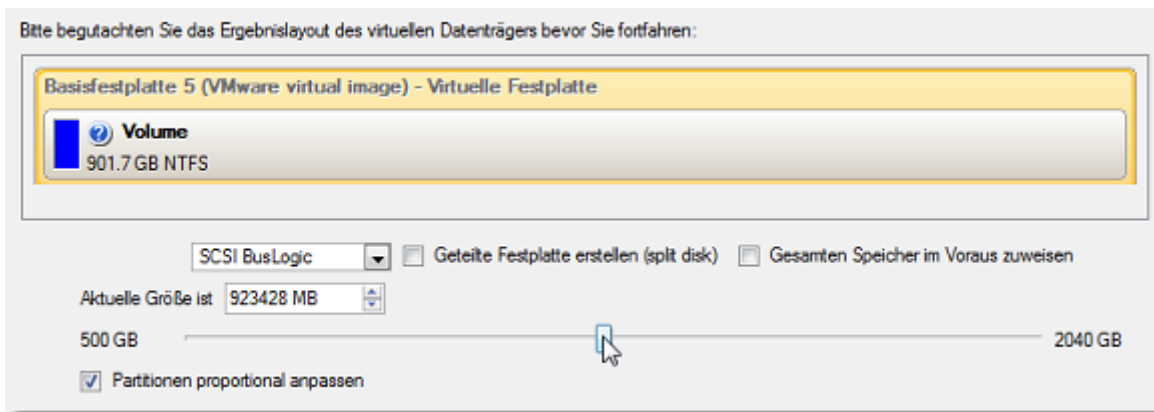 Bitte begutachten Sie das Ergebnislayout des virtuellen Datenträgers bevor Sie fortfahren:
Basisfestplatte 5 (VMware virtual image) - Virtuelle Festplatte
Volume
901.7 GB NTFS
SCSI BusLogic Geteilte Festplatte erstellen (split disk) Gesamten Speicher im Voraus zuweisen
Aktuelle Größe ist 923428 MB
500 GB 2040 GB
Partitionen proportional anpassen